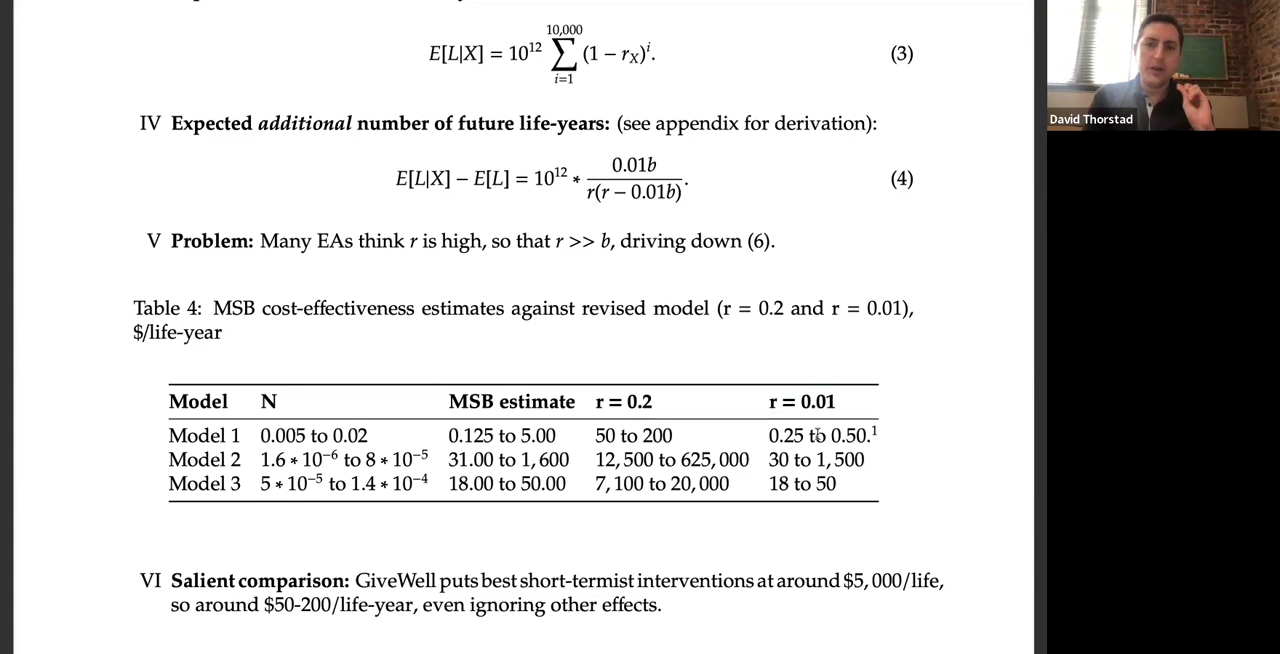 E[L|X] = 10^12 ∑_{i=1}^{10,000} (1 − r_X)^i. (3)
IV Expected additional number of future life-years: (see appendix for derivation):
E[L|X] − E[L] = 10^12 * 0.01b / r(r − 0.01b). (4)
V Problem: Many EAs think r is high, so that r >> b, driving down (6).
Table 4: MSB cost-effectiveness estimates against revised model (r = 0.2 and r = 0.01),
$/life-year
Model N MSB estimate r = 0.2 r = 0.01
Model 1 0.005 to 0.02 0.125 to 5.00 50 to 200 0.25 to 0.50.^1
Model 2 1.6 * 10^−6 to 8 * 10^−5 31.00 to 1,600 12,500 to 625,000 30 to 1,500
Model 3 5 * 10^−5 to 1.4 * 10^−4 18.00 to 50.00 7,100 to 20,000 18 to 50
VI Salient comparison: GiveWell puts best short-termist interventions at around $5,000/life,
so around $50-200/life-year, even ignoring other effects.
David Thorstad